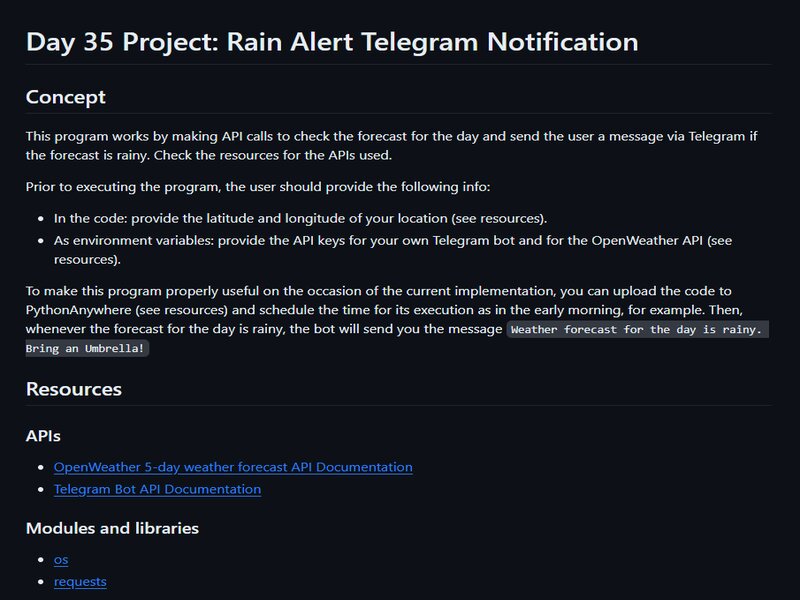 Day 35 Project: Rain Alert Telegram Notification
Concept
This program works by making API calls to check the forecast for the day and send the user a message via Telegram if
the forecast is rainy. Check the resources for the APIs used.
Prior to executing the program, the user should provide the following info:
In the code: provide the latitude and longitude of your location (see resources).
As environment variables: provide the API keys for your own Telegram bot and for the OpenWeather API (see
resources).
To make this program properly useful on the occasion of the current implementation, you can upload the code to
PythonAnywhere (see resources) and schedule the time for its execution as in the early morning, for example. Then,
whenever the forecast for the day is rainy, the bot will send you the message Weather forecast for the day is rainy.
Bring an Umbrella!
Resources
APIs
OpenWeather 5-day weather forecast API Documentation
Telegram Bot API Documentation
Modules and libraries
os
requests